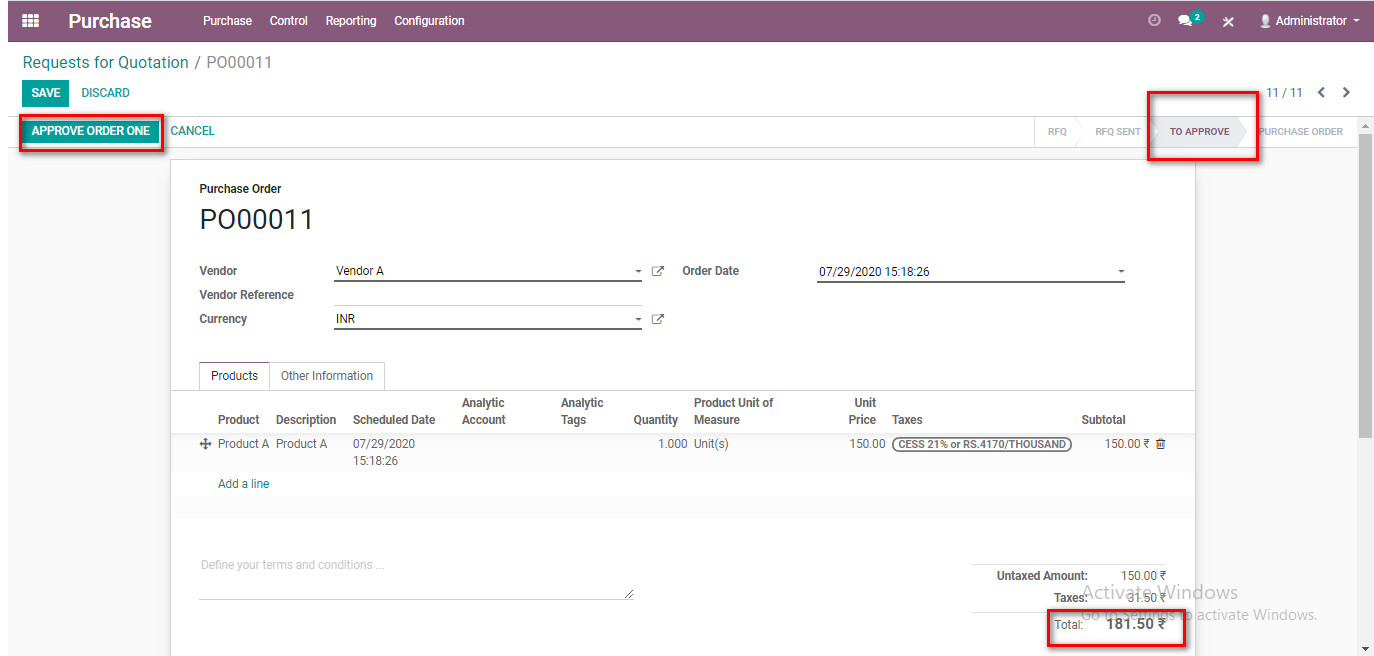 Purchase Purchase Control Reporting Configuration 2 Administrator
Requests for Quotation / PO00011
SAVE DISCARD 11 / 11
APPROVE ORDER ONE CANCEL RFQ RFQ SENT TO APPROVE PURCHASE ORDER
Purchase Order
PO00011
Vendor Vendor A Order Date 07/29/2020 15:18:26
Vendor Reference
Currency INR
Products Other Information
Product Description Scheduled Date Analytic Account Analytic Tags Quantity Product Unit of Measure Unit Price Taxes Subtotal
Product A Product A 07/29/2020 15:18:26 1.000 Unit(s) 150.00 CESS 21% or RS.4170/THOUSAND 150.00 ₹
Add a line
Define your terms and conditions ...
Untaxed Amount: 150.00 ₹
Taxes: 31.50 ₹
Activate Windows
Go to Settings to activate Windows.
Total: 181.50 ₹